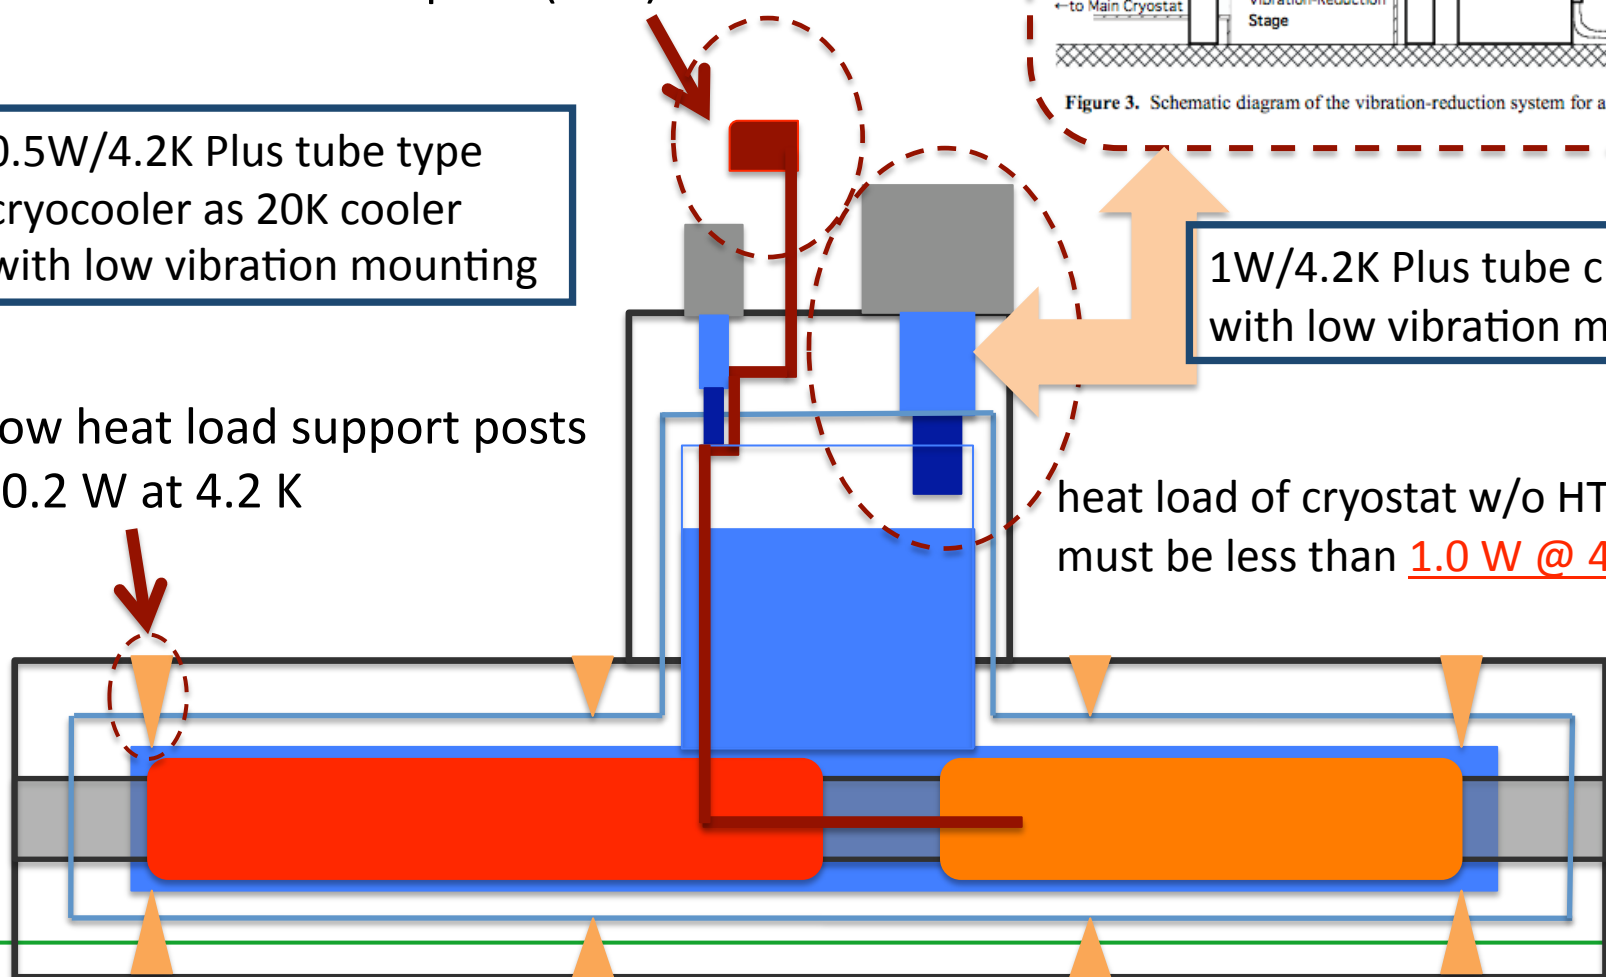 ←to Main Cryostat
Vibration-Reduction
Stage
Figure 3. Schematic diagram of the vibration-reduction system for a
0.5W/4.2K Plus tube type
cryocooler as 20K cooler
with low vibration mounting
1W/4.2K Plus tube c
with low vibration m
ow heat load support posts
0.2 W at 4.2 K
heat load of cryostat w/o HT
must be less than 1.0 W @ 4